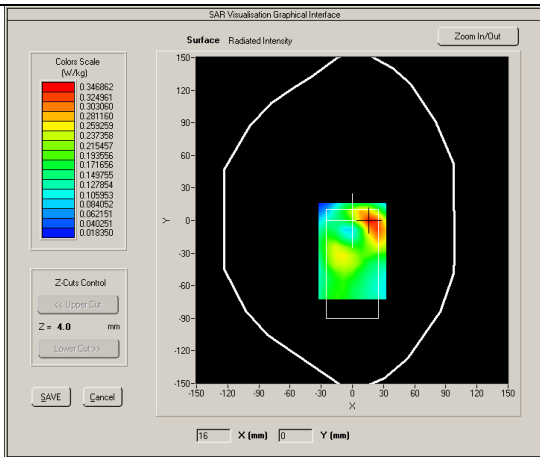 SAR Visualisation Graphical Interface
Surface Radiated Intensity
Zoom In/Out
Colors Scale
(W/kg)
0.346862
0.324961
0.303060
0.281160
0.259259
0.237358
0.215457
0.193556
0.171656
0.149755
0.127854
0.105953
0.084052
0.062151
0.040251
0.018350
Z-Cuts Control
<< Upper Cut
Z = 4.0 mm
Lower Cut >>
SAVE Cancel
150
120
90
60
30
0
-30
-60
-90
-120
-150
Y
-150 -120 -90 -60 -30 0 30 60 90 120 150
X
16 X (mm) 0 Y (mm)